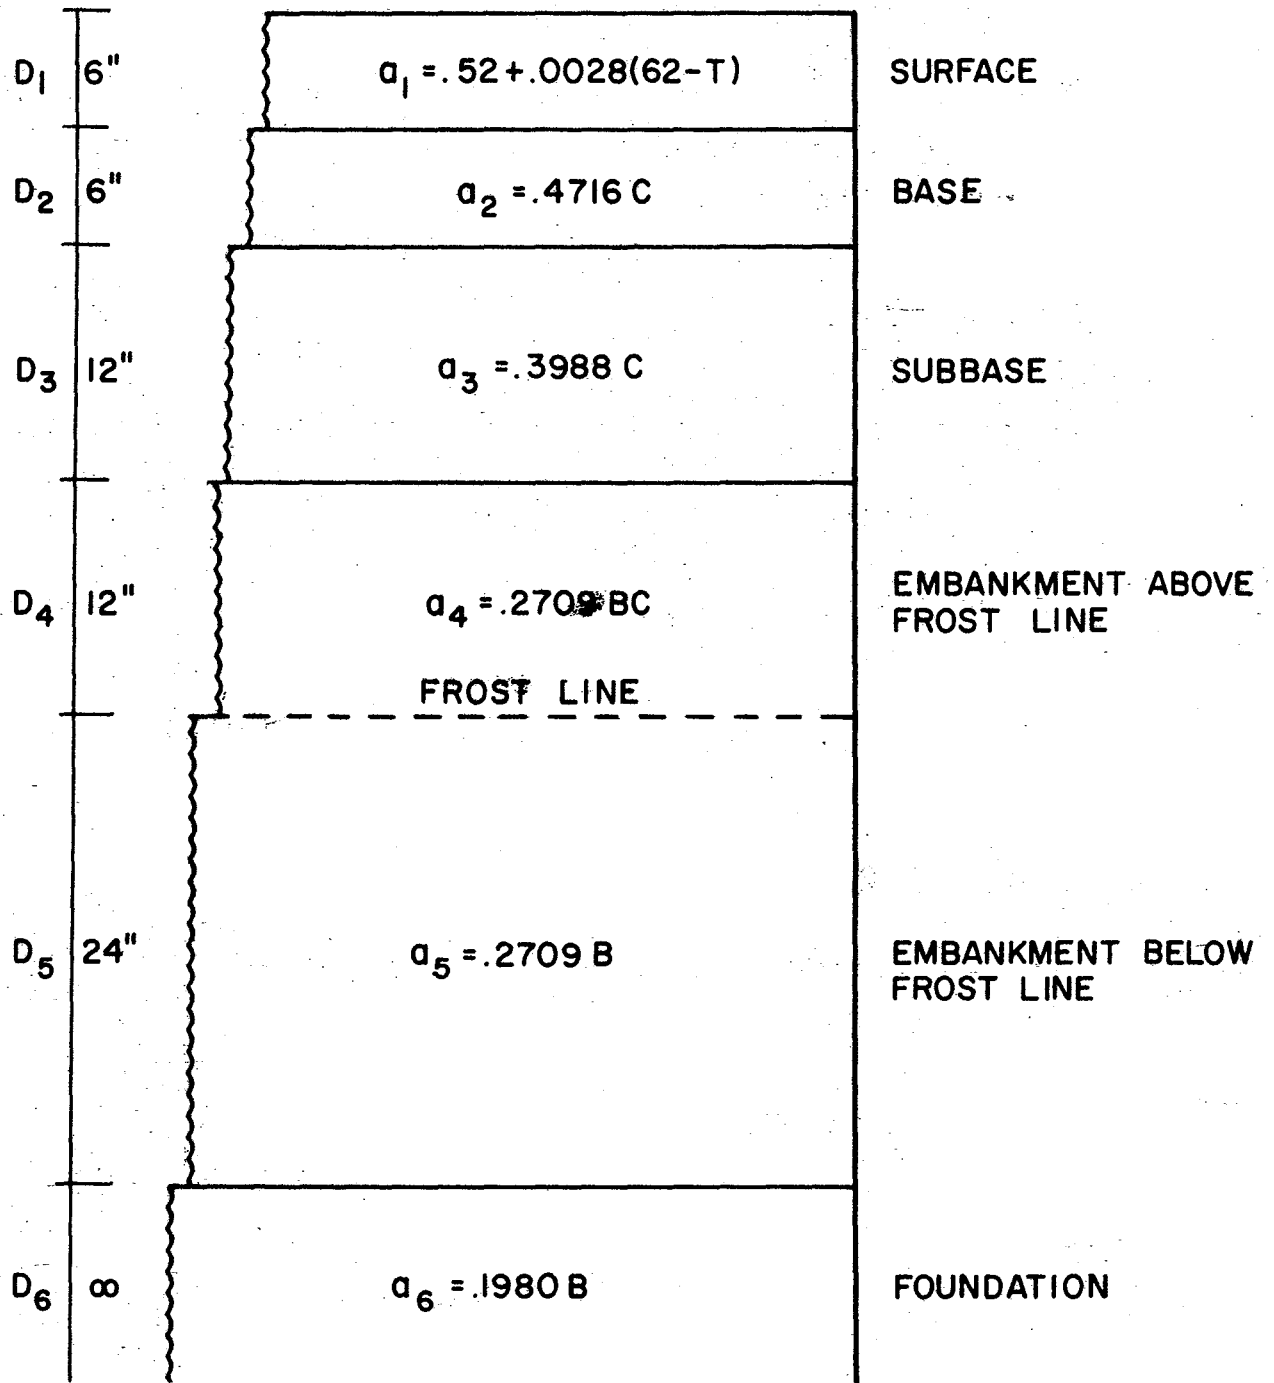 D1 6" a1 = .52+.0028(62-T) SURFACE
D2 6" a2 = .4716 C BASE
D3 12" a3 = .3988 C SUBBASE
D4 12" a4 = .2709 BC EMBANKMENT ABOVE
FROST LINE
FROST LINE
D5 24" a5 = .2709 B EMBANKMENT BELOW
FROST LINE
D6 ∞ a6 = .1980 B FOUNDATION